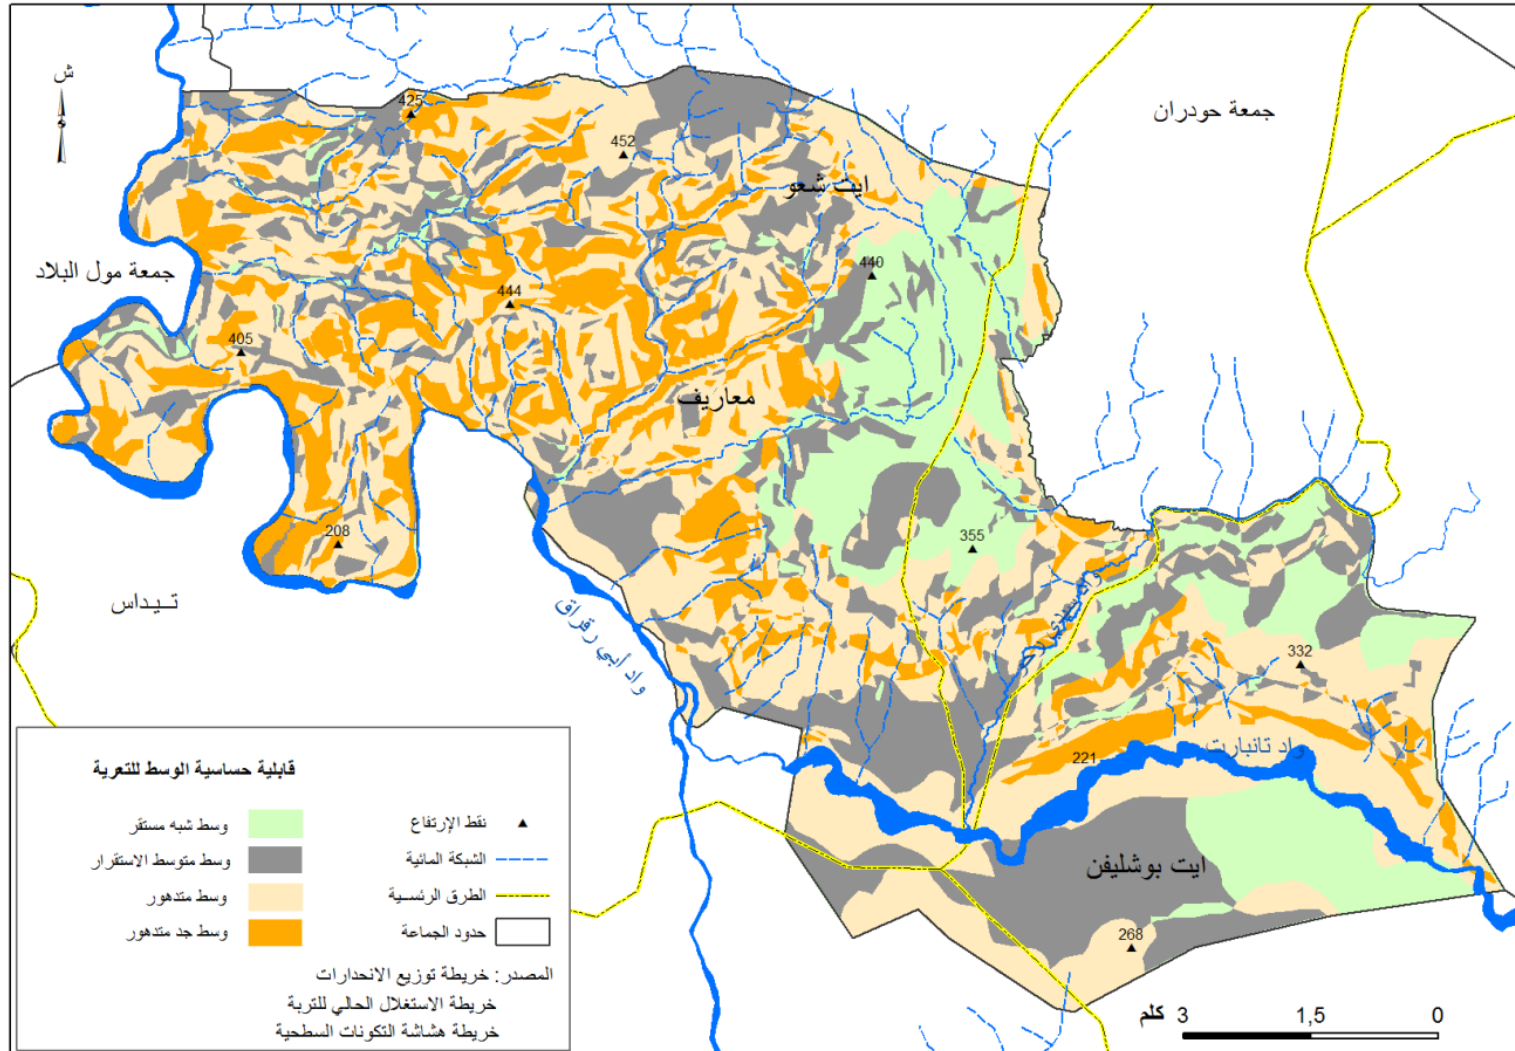 ش
جمعة حودران
425
452
ايت شعو
جمعة مول البلاد
440
444
405
معاريف
208
355
تيداس
واد أبي رقراق
332
واد تانبارت
221
ايت بوشليفن
268
قابلية حساسية الوسط للتعرية
وسط شبه مستقر
وسط متوسط الاستقرار
وسط متدهور
وسط جد متدهور
نقط الإرتفاع
الشبكة المائية
الطرق الرئسية
حدود الجماعة
المصدر: خريطة توزيع الانحدارات
خريطة الاستغلال الحالي للتربة
خريطة هشاشة التكونات السطحية
كلم 3 1,5 0